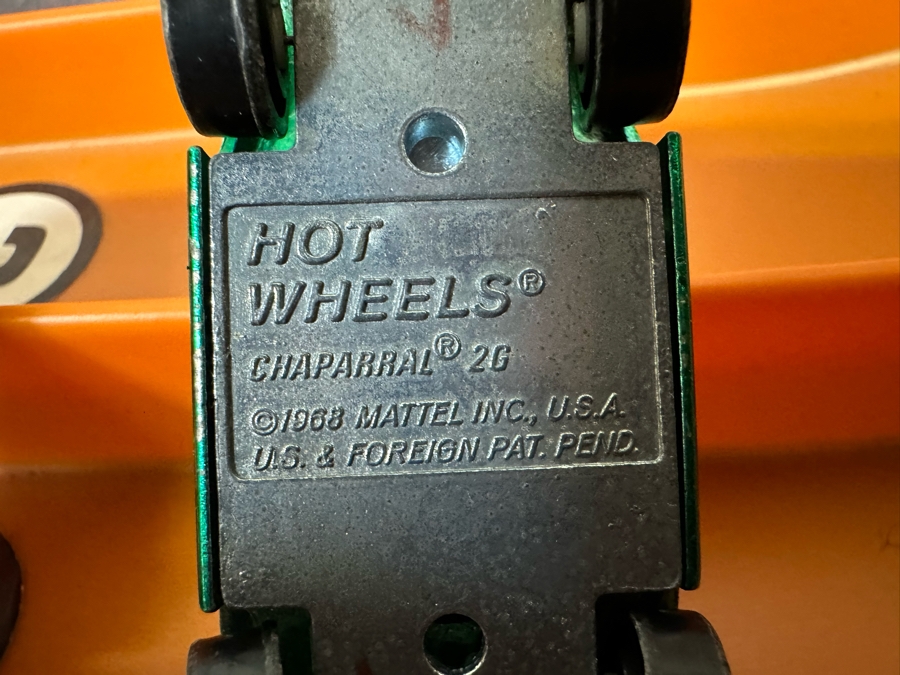 HOT
WHEELS®
CHAPARRAL® 2G
©1968 MATTEL INC., U.S.A.
U.S. & FOREIGN PAT. PEND.